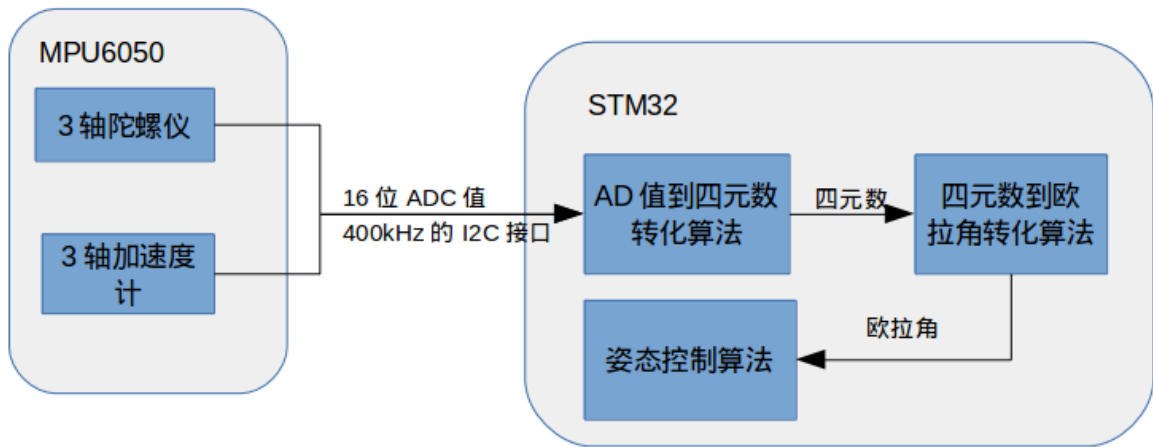 MPU6050
3 轴陀螺仪
3 轴加速度
计
16 位 ADC 值
400kHz 的 I2C 接口
STM32
AD 值到四元数
转化算法
四元数
四元数到欧
拉角转化算法
欧拉角
姿态控制算法